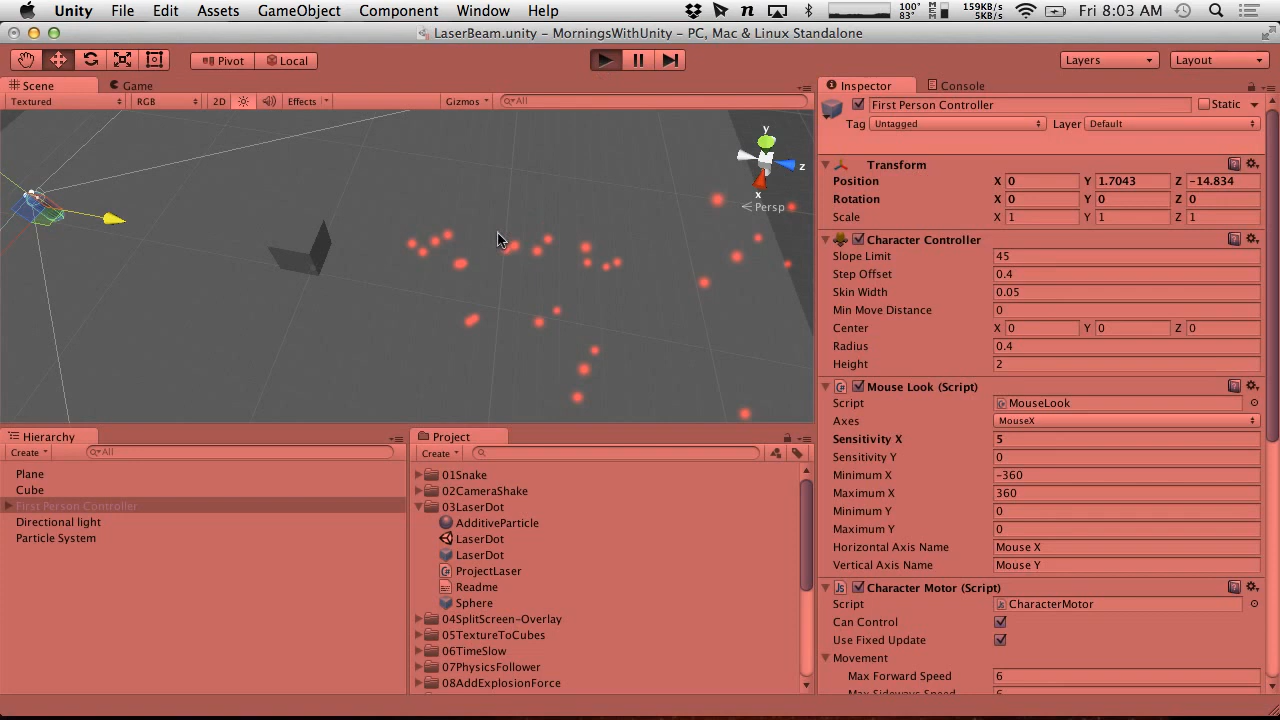 Unity File Edit Assets GameObject Component Window Help 100% 83° MEM 159KB/S 5KB/S Fri 8:03 AM
LaserBeam.unity - MorningsWithUnity - PC, Mac & Linux Standalone
Pivot Local Layers Layout
Scene Game
Textured RGB 2D Effects Gizmos All
y
z
x
Persp
Hierarchy
Create All
Plane
Cube
First Person Controller
Directional light
Particle System
Project
Create
01Snake
02CameraShake
03LaserDot
AdditiveParticle
LaserDot
LaserDot
ProjectLaser
Readme
Sphere
04SplitScreen-Overlay
05TextureToCubes
06TimeSlow
07PhysicsFollower
08AddExplosionForce
Inspector Console
First Person Controller Static
Tag Untagged Layer Default
Transform
Position X 0 Y 1.7043 Z -14.834
Rotation X 0 Y 0 Z 0
Scale X 1 Y 1 Z 1
Character Controller
Slope Limit 45
Step Offset 0.4
Skin Width 0.05
Min Move Distance 0
Center X 0 Y 0 Z 0
Radius 0.4
Height 2
Mouse Look (Script)
Script MouseLook
Axes MouseX
Sensitivity X 5
Sensitivity Y 0
Minimum X -360
Maximum X 360
Minimum Y 0
Maximum Y 0
Horizontal Axis Name Mouse X
Vertical Axis Name Mouse Y
Character Motor (Script)
Script CharacterMotor
Can Control
Use Fixed Update
Movement
Max Forward Speed 6
Max Sideways Speed 6